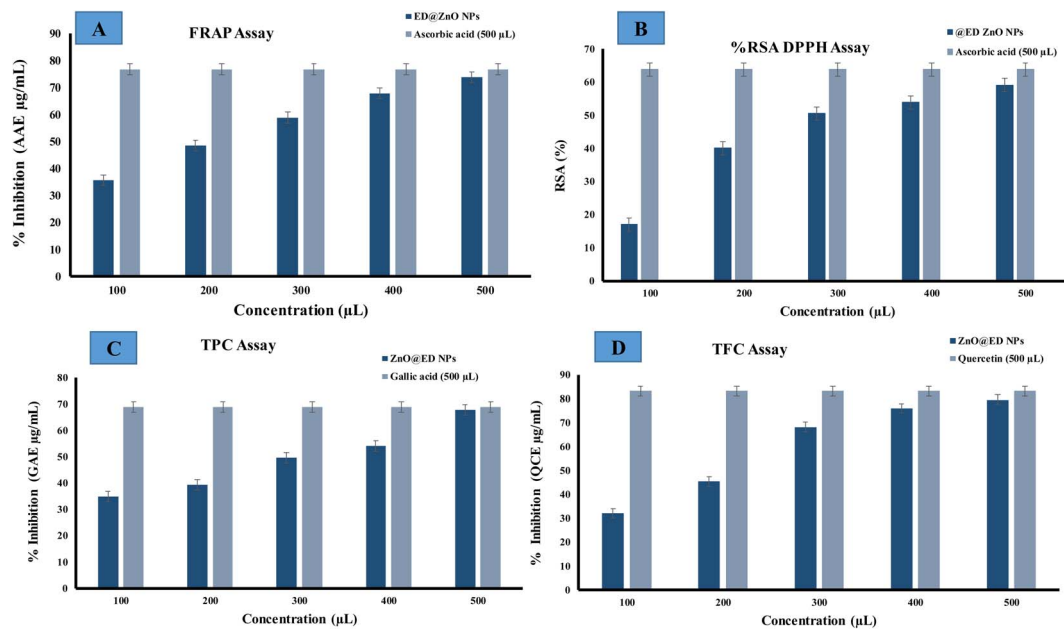 A
FRAP Assay
ED@ZnO NPs
Ascorbic acid (500 µL)
% Inhibition (AAE µg/mL)
90
80
70
60
50
40
30
20
10
0
100 200 300 400 500
Concentration (µL)
B
%RSA DPPH Assay
@ED ZnO NPs
Ascorbic acid (500 µL)
RSA (%)
70
60
50
40
30
20
10
0
100 200 300 400 500
Concentration (µL)
C
TPC Assay
ZnO@ED NPs
Gallic acid (500 µL)
% Inhibition (GAE µg/mL)
80
70
60
50
40
30
20
10
0
100 200 300 400 500
Concentration (µL)
D
TFC Assay
ZnO@ED NPs
Quercetin (500 µL)
% Inhibition (QCE µg/mL)
90
80
70
60
50
40
30
20
10
0
100 200 300 400 500
Concentration (µL)